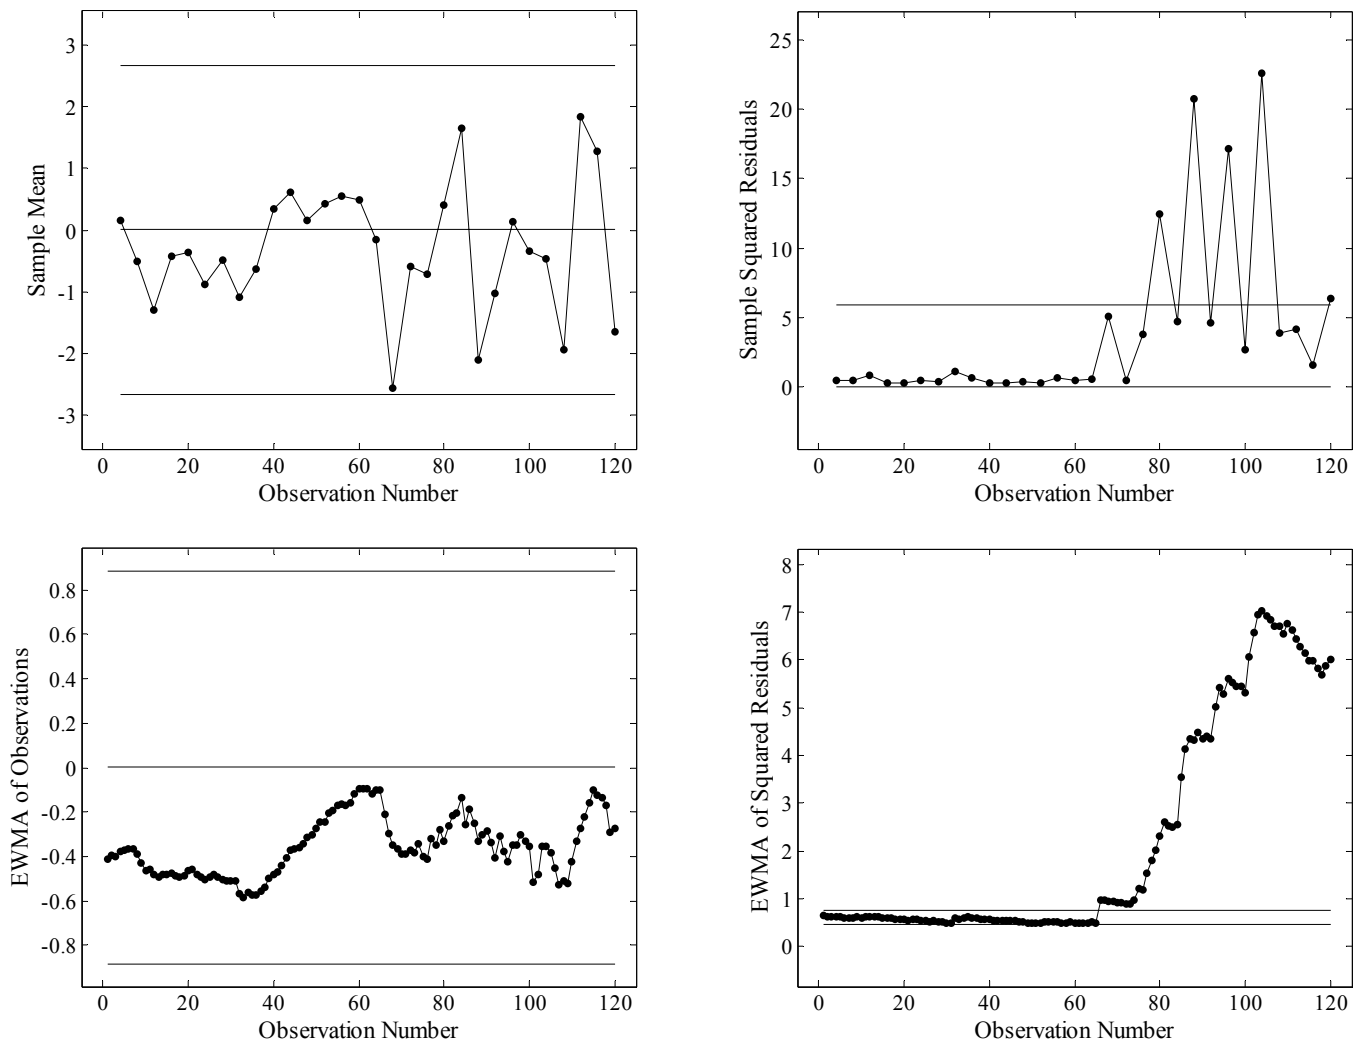 3
2
1
0
-1
-2
-3
Sample Mean
0 20 40 60 80 100 120
Observation Number
25
20
15
10
5
0
Sample Squared Residuals
0 20 40 60 80 100 120
Observation Number
0.8
0.6
0.4
0.2
0
-0.2
-0.4
-0.6
-0.8
EWMA of Observations
0 20 40 60 80 100 120
Observation Number
8
7
6
5
4
3
2
1
0
EWMA of Squared Residuals
0 20 40 60 80 100 120
Observation Number